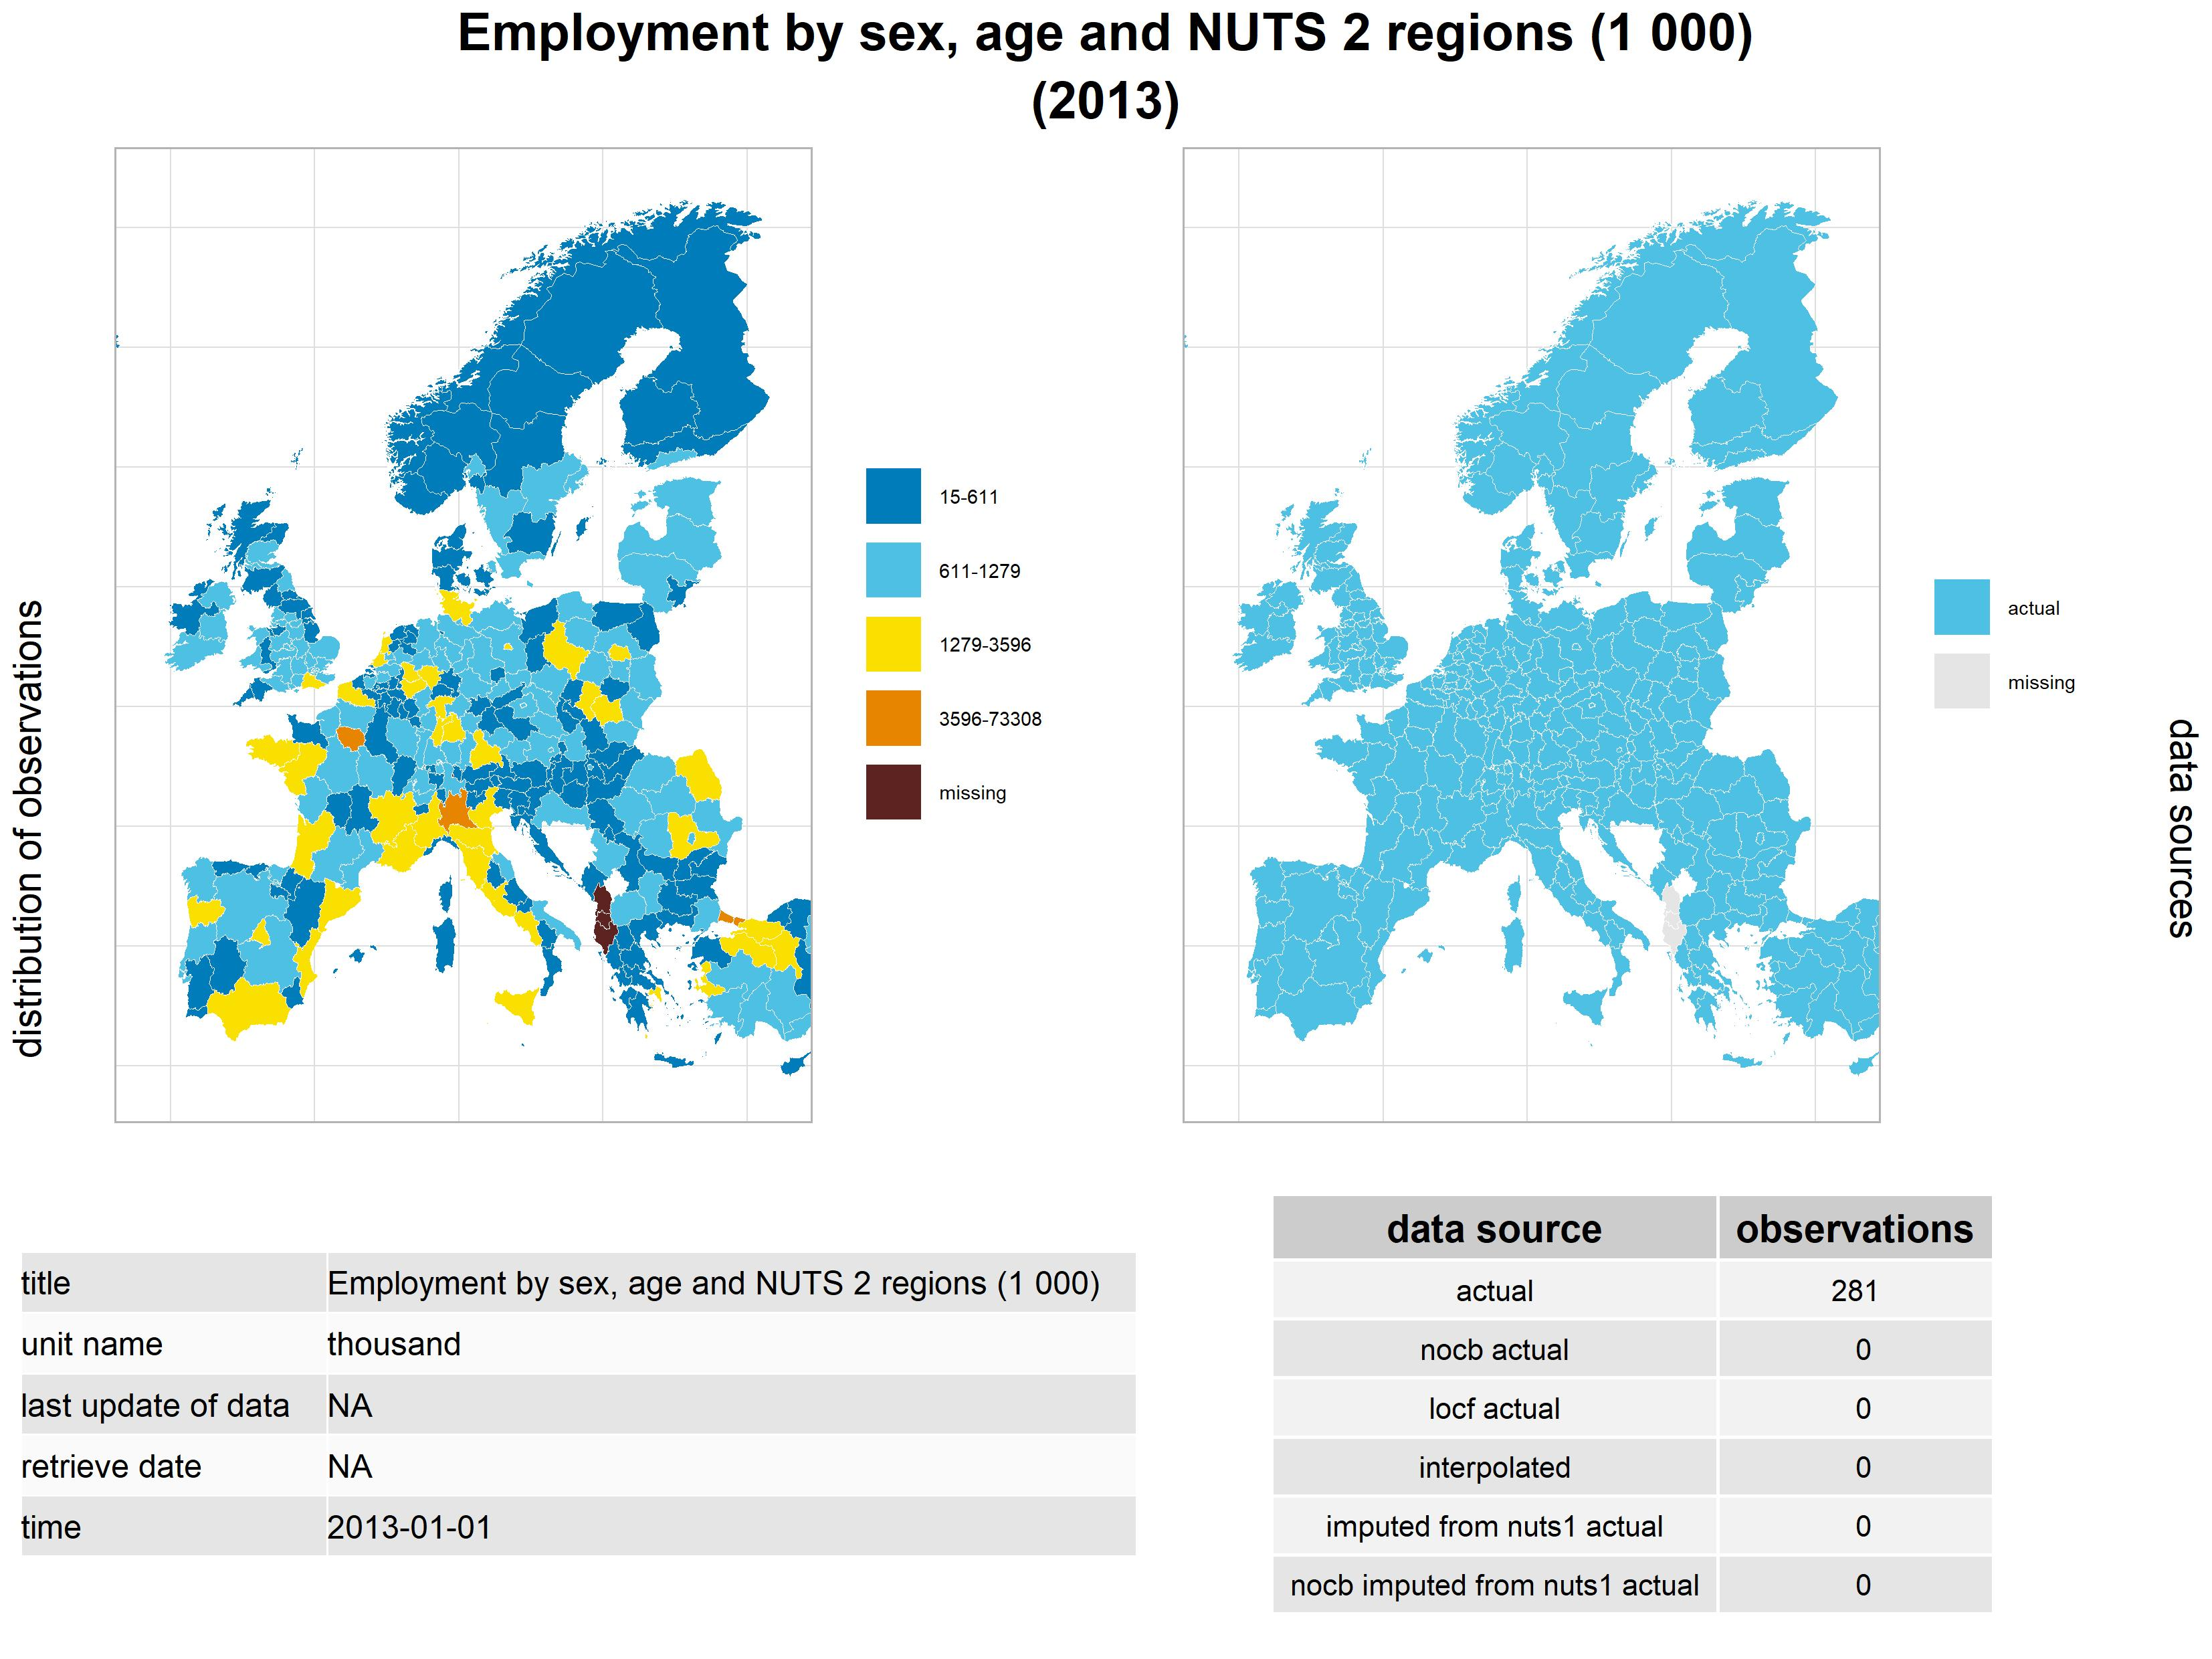 Employment by sex, age and NUTS 2 regions (1 000)
(2013)
distribution of observations
15-611
611-1279
1279-3596
3596-73308
missing
actual
missing
data sources
title Employment by sex, age and NUTS 2 regions (1 000)
unit name thousand
last update of data NA
retrieve date NA
time 2013-01-01
data source observations
actual 281
nocb actual 0
locf actual 0
interpolated 0
imputed from nuts1 actual 0
nocb imputed from nuts1 actual 0